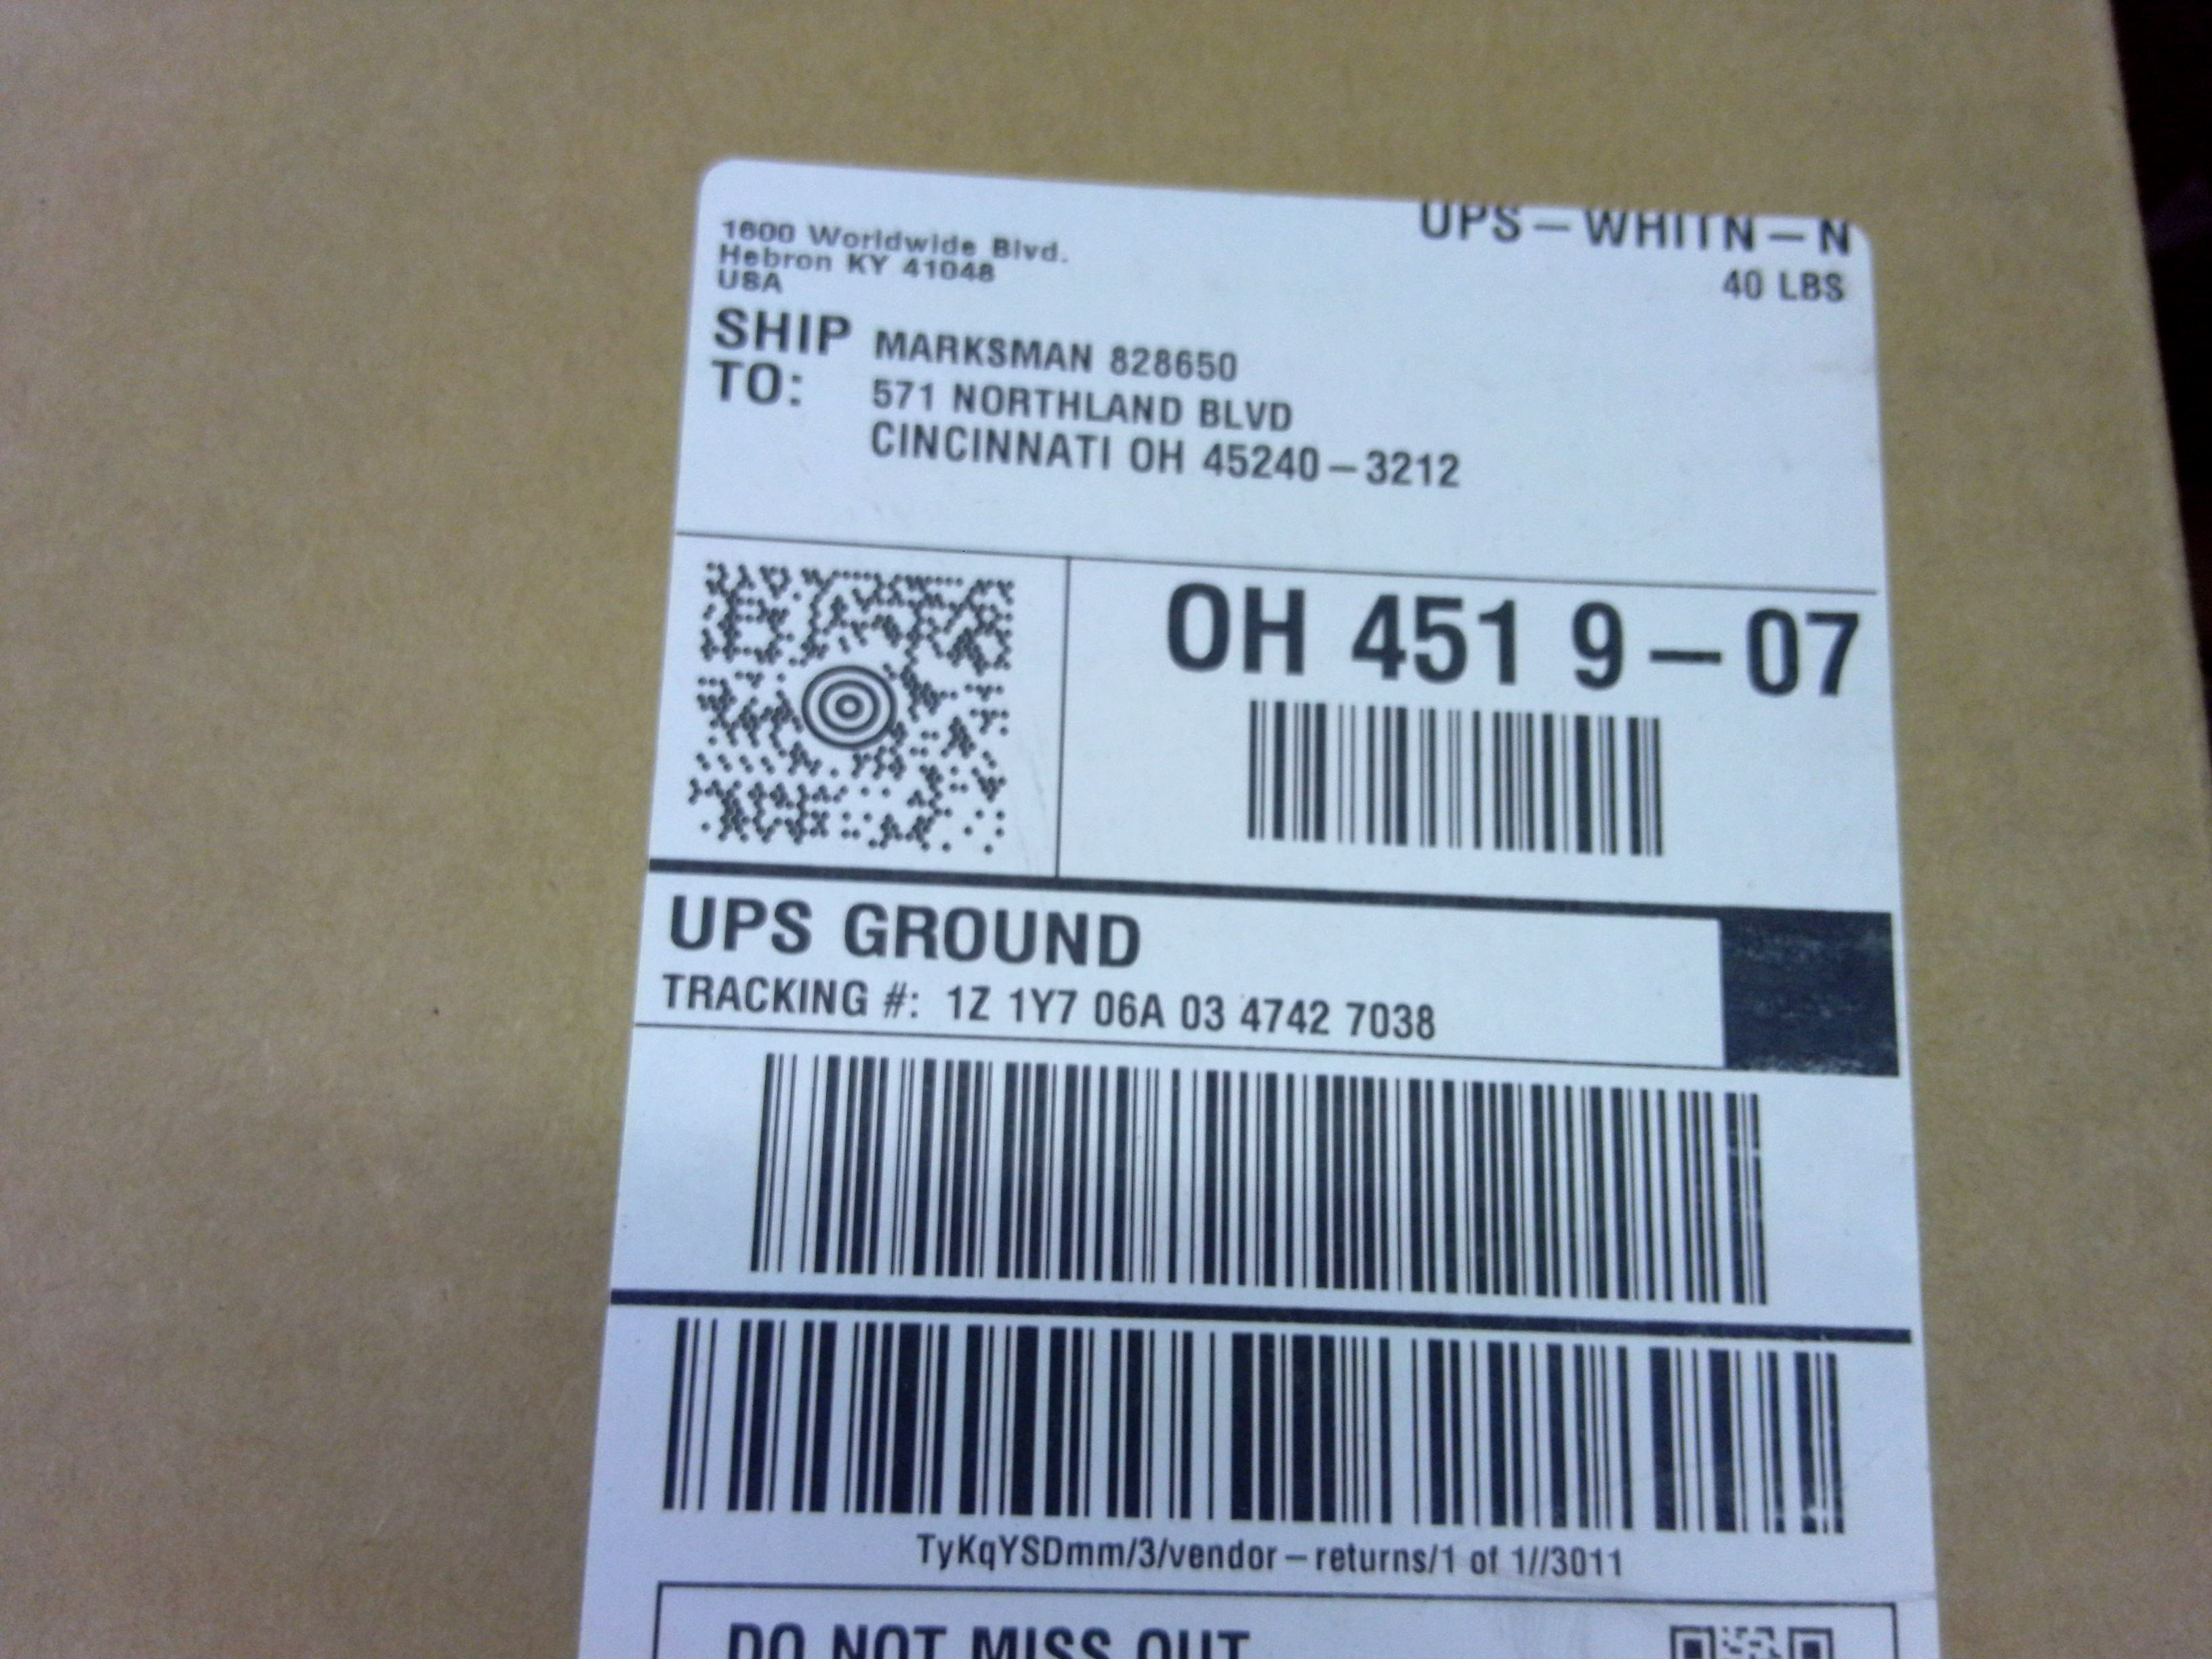 1600 Worldwide Blvd.
Hebron KY 41048
USA
UPS-WHITN-N
40 LBS
SHIP TO:
MARKSMAN 828650
571 NORTHLAND BLVD
CINCINNATI OH 45240-3212
OH 451 9-07
UPS GROUND
TRACKING #: 1Z 1Y7 06A 03 4742 7038
TyKqYSDmm/3/vendor-returns/1 of 1//3011
DO NOT MISS OUT